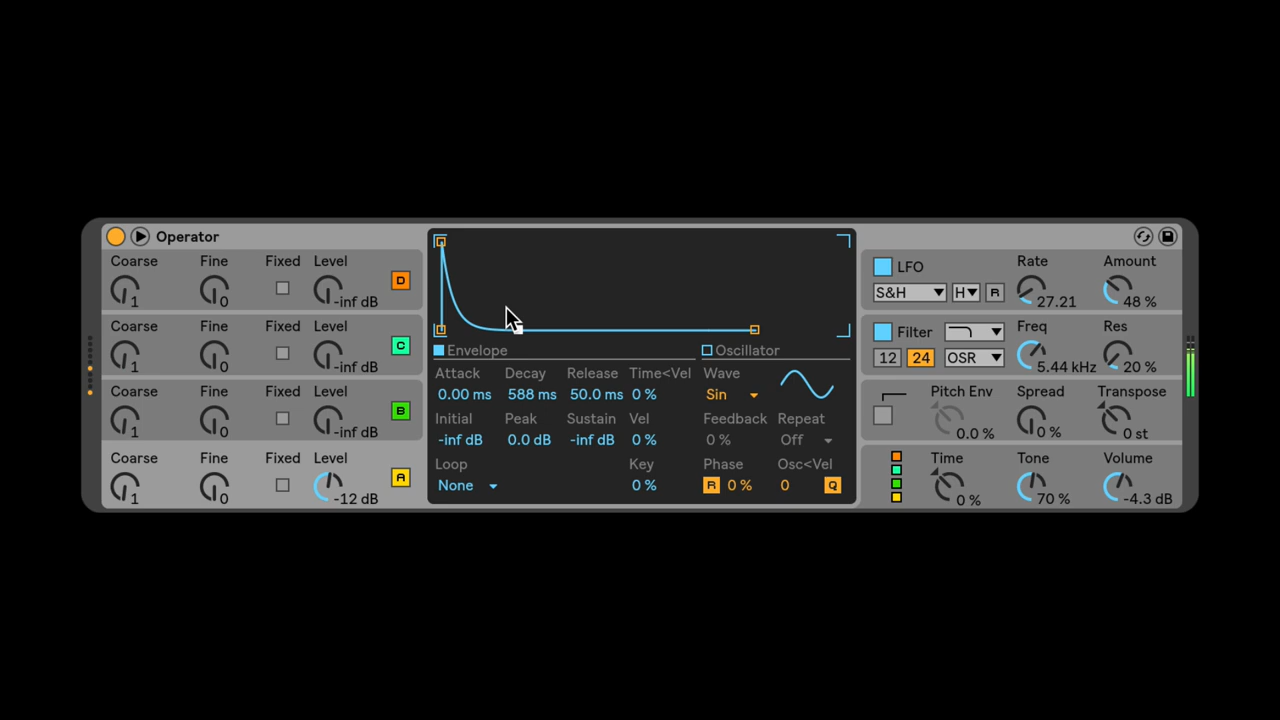 Operator
Coarse Fine Fixed Level
1 0 -inf dB D
Coarse Fine Fixed Level
1 0 -inf dB C
Coarse Fine Fixed Level
1 0 -inf dB B
Coarse Fine Fixed Level
1 0 -12 dB A
Envelope Oscillator
Attack Decay Release Time<Vel Wave
0.00 ms 588 ms 50.0 ms 0 % Sin
Initial Peak Sustain Vel Feedback Repeat
-inf dB 0.0 dB -inf dB 0 % 0 % Off
Loop Key Phase Osc<Vel
None 0 % R 0 % 0 Q
LFO Rate Amount
S&H H R 27.21 48 %
Filter Freq Res
12 24 OSR 5.44 kHz 20 %
Pitch Env Spread Transpose
0.0 % 0 % 0 st
Time Tone Volume
0 % 70 % -4.3 dB